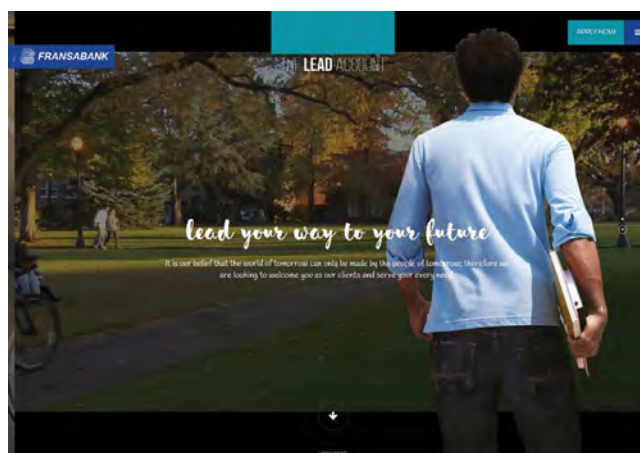 APPLY NOW
FRANSABANK
THE LEAD ACCOUNT
lead your way to your future
It is our belief that the world of tomorrow can only be made by the people of tomorrow, therefore we
are looking to welcome you as our clients and serve your every need